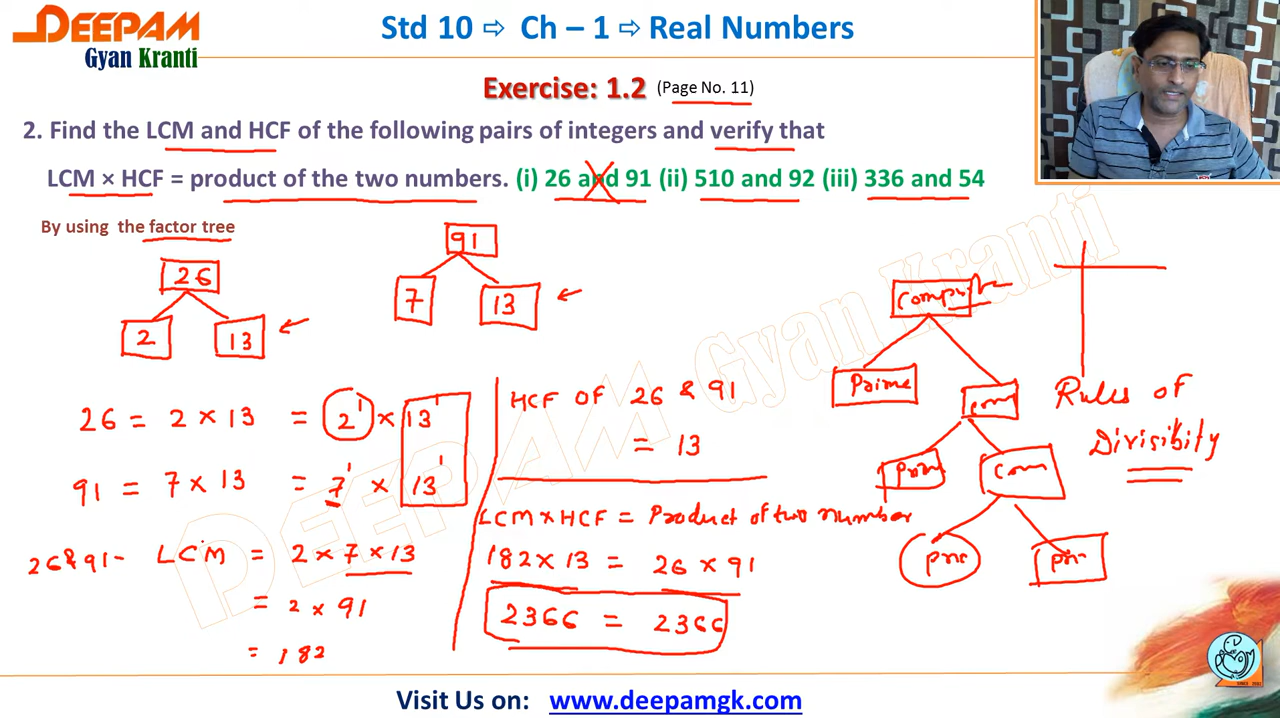 DEEPAM
Gyan Kranti
Std 10 ⇨ Ch – 1 ⇨ Real Numbers
Exercise: 1.2 (Page No. 11)
2. Find the LCM and HCF of the following pairs of integers and verify that
LCM × HCF = product of the two numbers. (i) 26 and 91 (ii) 510 and 92 (iii) 336 and 54
By using the factor tree
26
2 13
91
7 13
26 = 2 × 13 = 2¹ × 13¹
91 = 7 × 13 = 7¹ × 13¹
26 & 91 - LCM = 2 × 7 × 13
= 2 × 91
= 182
HCF OF 26 & 91
= 13
LCM × HCF = Product of two number
182 × 13 = 26 × 91
2366 = 2366
Prime com
Com
Rules of
Divisibity
DEEPAM Gyan Kranti
Visit Us on: www.deepamgk.com